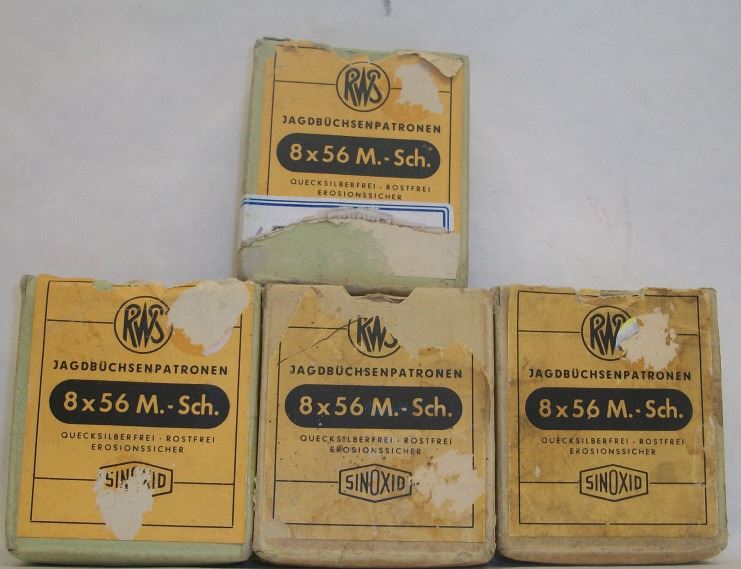 RWS
JAGDBÜCHSENPATRONEN
8x56 M.-Sch.
QUECKSILBERFREI · ROSTFREI
EROSIONSSICHER
RWS
JAGDBÜCHSENPATRONEN
8x56 M.-Sch.
QUECKSILBERFREI · ROSTFREI
EROSIONSSICHER
SINOXID
RWS
JAGDBÜCHSENPATRONEN
8x56 M.-Sch.
QUECKSILBERFREI · ROSTFREI
EROSIONSSICHER
SINOXID
RWS
JAGDBÜCHSENPATRONEN
8x56 M.-Sch.
QUECKSILBERFREI · ROSTFREI
EROSIONSSICHER
SINOXID